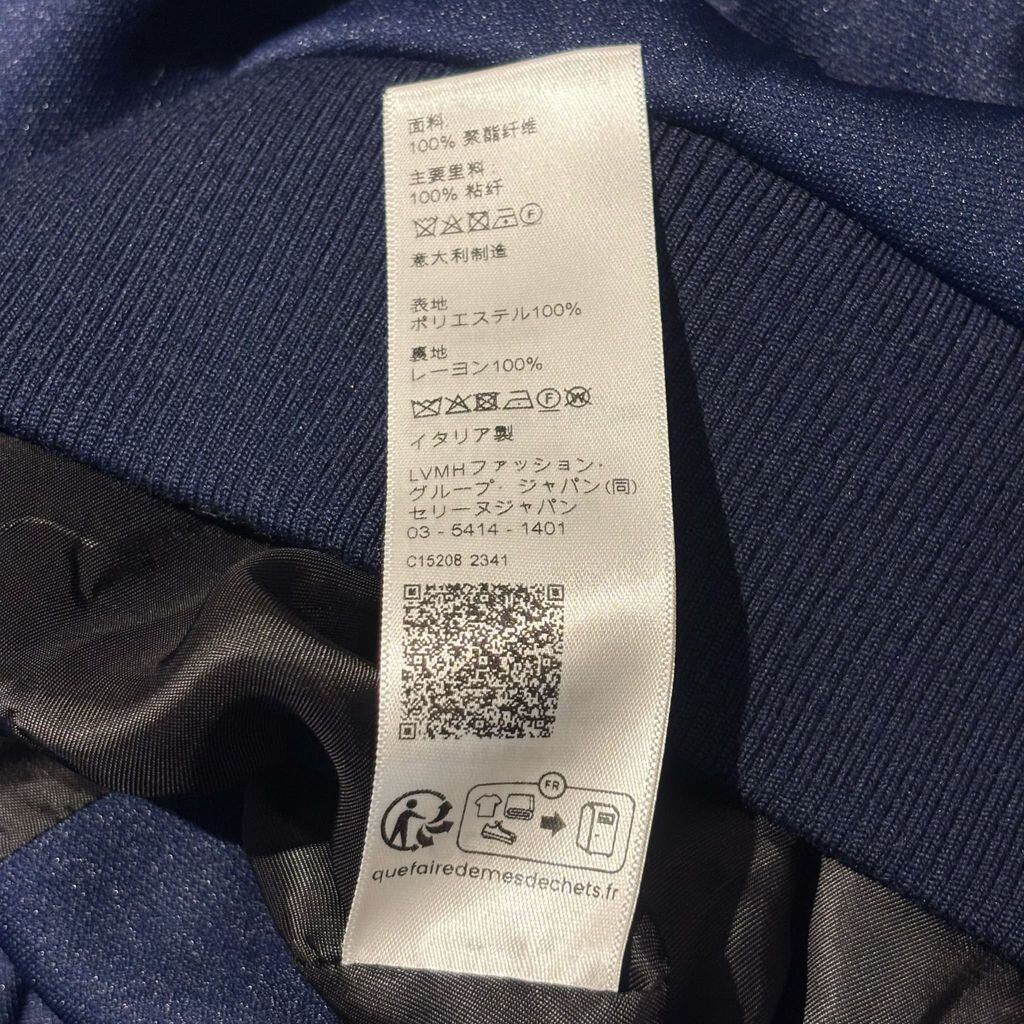 面料:
100% 聚酯纤维
主要里料:
100% 粘纤
F
意大利制造
表地
ポリエステル100%
裏地
レーヨン100%
F W
イタリア製
LVMHファッション・
グループ・ジャパン(同)
セリーヌジャパン
03 - 5414 - 1401
C15208 2341
FR
quefairedemesdechets.fr